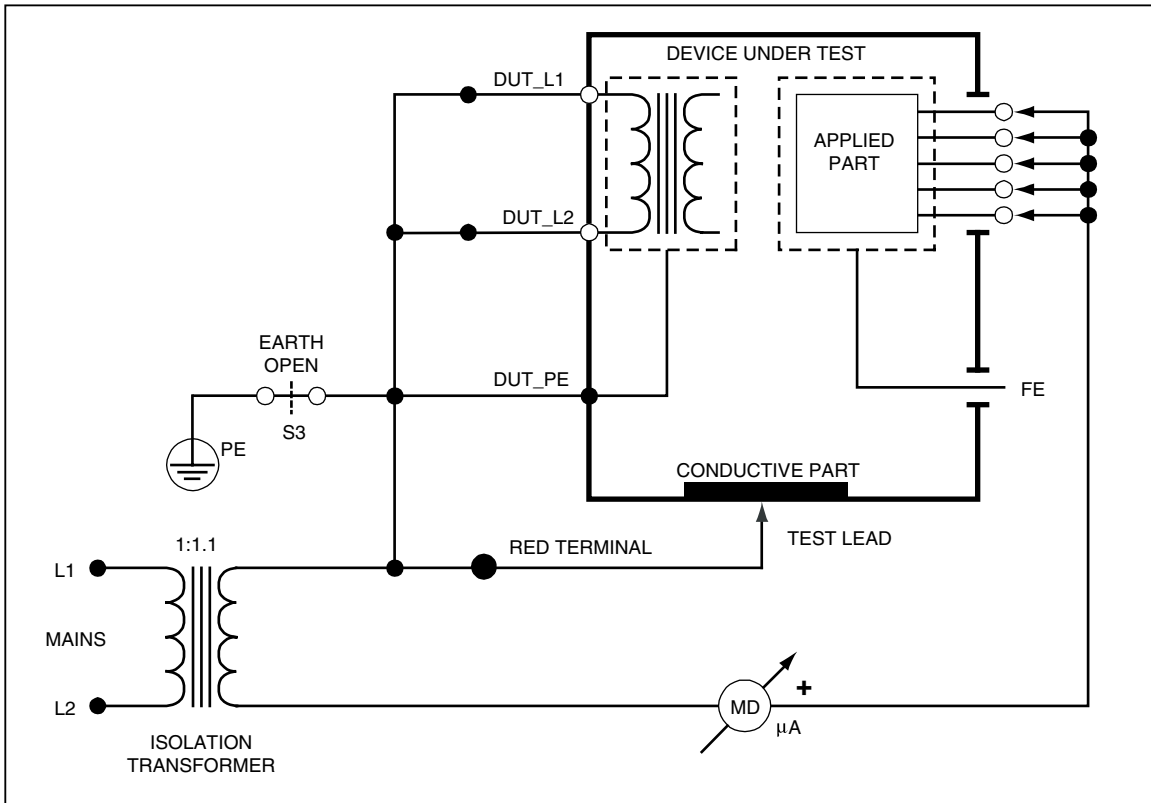 DEVICE UNDER TEST
DUT_L1
APPLIED
PART
DUT_L2
EARTH
OPEN
S3
DUT_PE
FE
PE
CONDUCTIVE PART
1:1.1
RED TERMINAL
TEST LEAD
L1
MAINS
L2
MD
+
µA
ISOLATION
TRANSFORMER